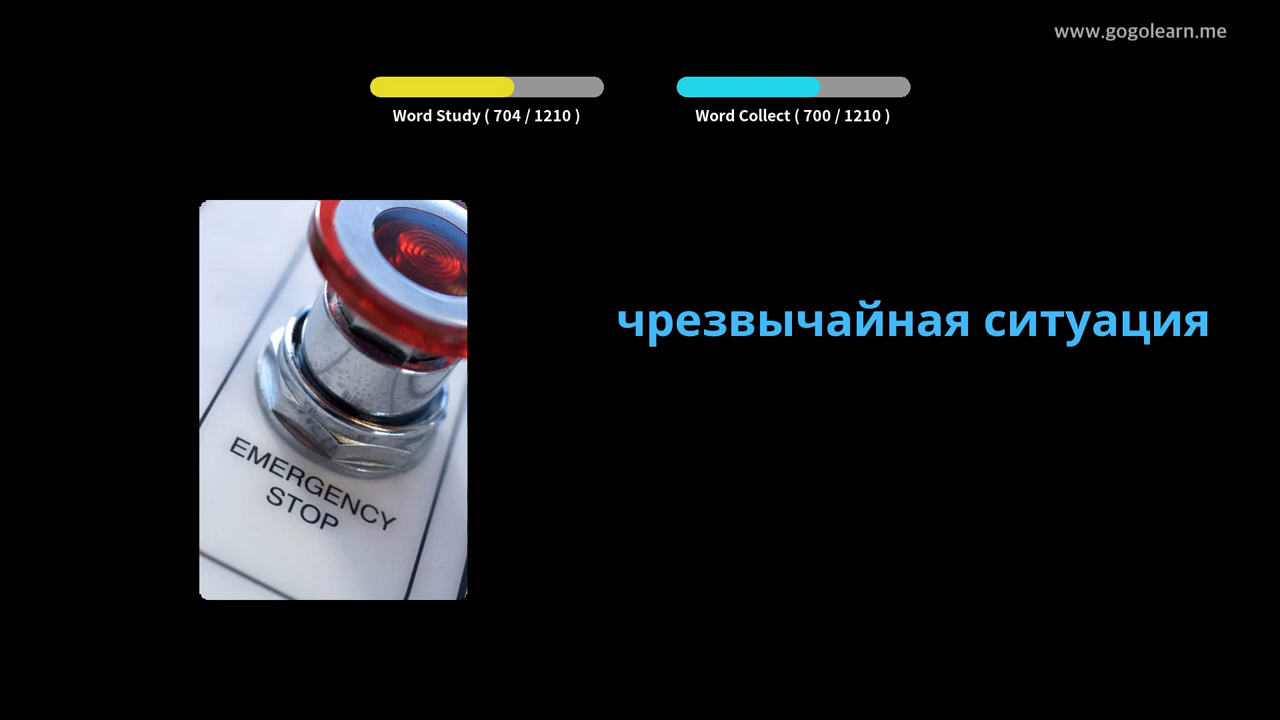 www.gogolearn.me
Word Study ( 704 / 1210 )
Word Collect ( 700 / 1210 )
чрезвычайная ситуация
EMERGENCY
STOP